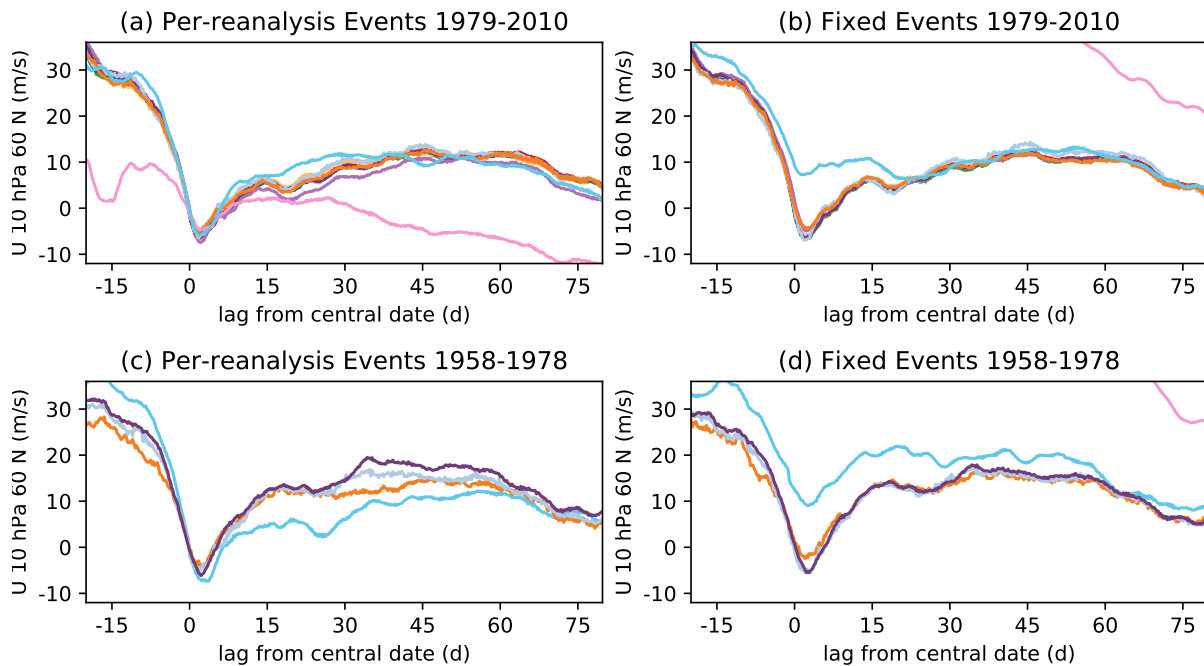 (a) Per-reanalysis Events 1979-2010
U 10 hPa 60 N (m/s)
30
20
10
0
-10
-15 0 15 30 45 60 75
lag from central date (d)
(b) Fixed Events 1979-2010
U 10 hPa 60 N (m/s)
30
20
10
0
-10
-15 0 15 30 45 60 75
lag from central date (d)
(c) Per-reanalysis Events 1958-1978
U 10 hPa 60 N (m/s)
30
20
10
0
-10
-15 0 15 30 45 60 75
lag from central date (d)
(d) Fixed Events 1958-1978
U 10 hPa 60 N (m/s)
30
20
10
0
-10
-15 0 15 30 45 60 75
lag from central date (d)